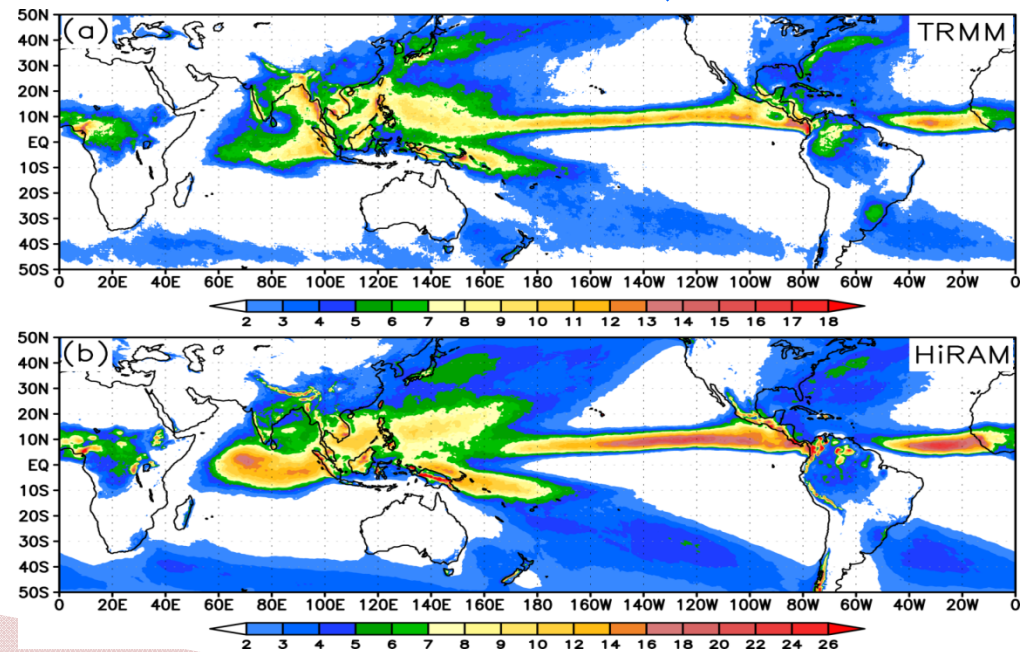 (a) TRMM
50N
40N
30N
20N
10N
EQ
10S
20S
30S
40S
50S
0 20E 40E 60E 80E 100E 120E 140E 160E 180 160W 140W 120W 100W 80W 60W 40W 20W 0
2 3 4 5 6 7 8 9 10 11 12 13 14 15 16 17 18
(b) HiRAM
50N
40N
30N
20N
10N
EQ
10S
20S
30S
40S
50S
0 20E 40E 60E 80E 100E 120E 140E 160E 180 160W 140W 120W 100W 80W 60W 40W 20W 0
2 3 4 5 6 7 8 9 10 12 14 16 18 20 22 24 26